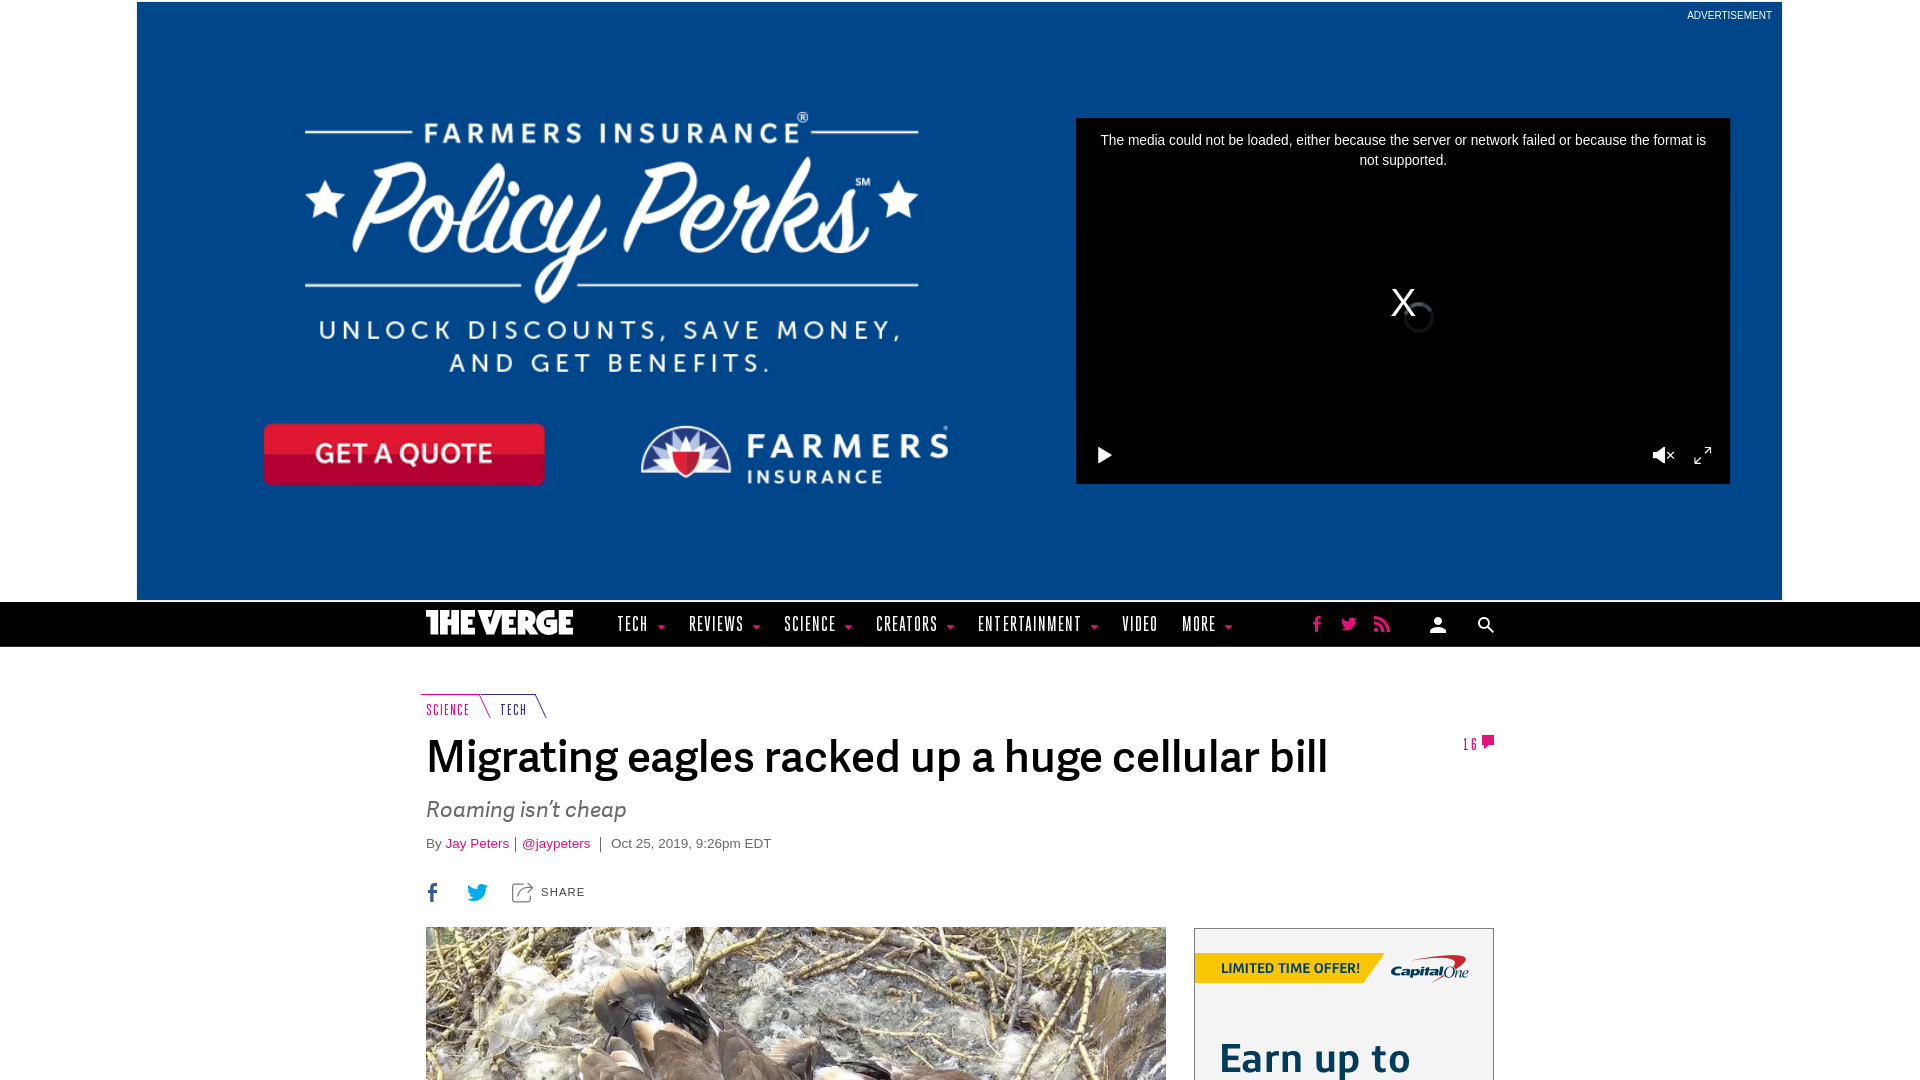 ADVERTISEMENT
FARMERS INSURANCE®
Policy Perks℠
UNLOCK DISCOUNTS, SAVE MONEY,
AND GET BENEFITS.
GET A QUOTE
FARMERS®
INSURANCE
The media could not be loaded, either because the server or network failed or because the format is
not supported.
X
THE VERGE
TECH REVIEWS SCIENCE CREATORS ENTERTAINMENT VIDEO MORE
SCIENCE TECH
Migrating eagles racked up a huge cellular bill
16
Roaming isn’t cheap
By Jay Peters | @jaypeters | Oct 25, 2019, 9:26pm EDT
SHARE
LIMITED TIME OFFER!
CapitalOne
Earn up to